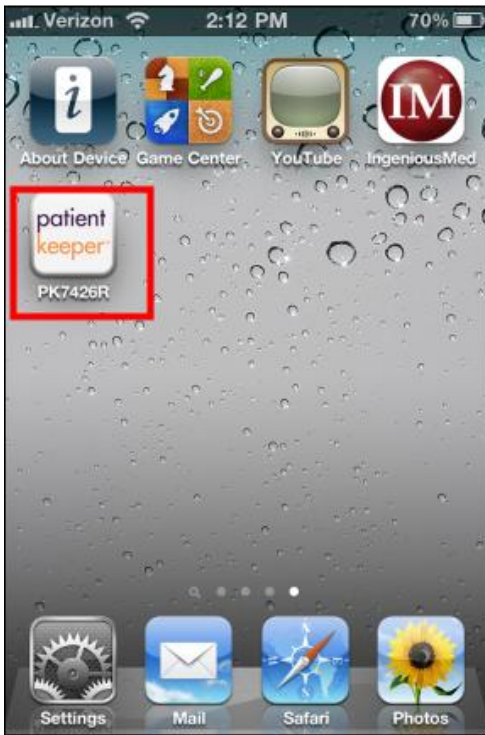 Verizon 2:12 PM 70%
i IM
About Device Game Center YouTube IngeniousMed
patient
keeper
PK7426R
Settings Mail Safari Photos